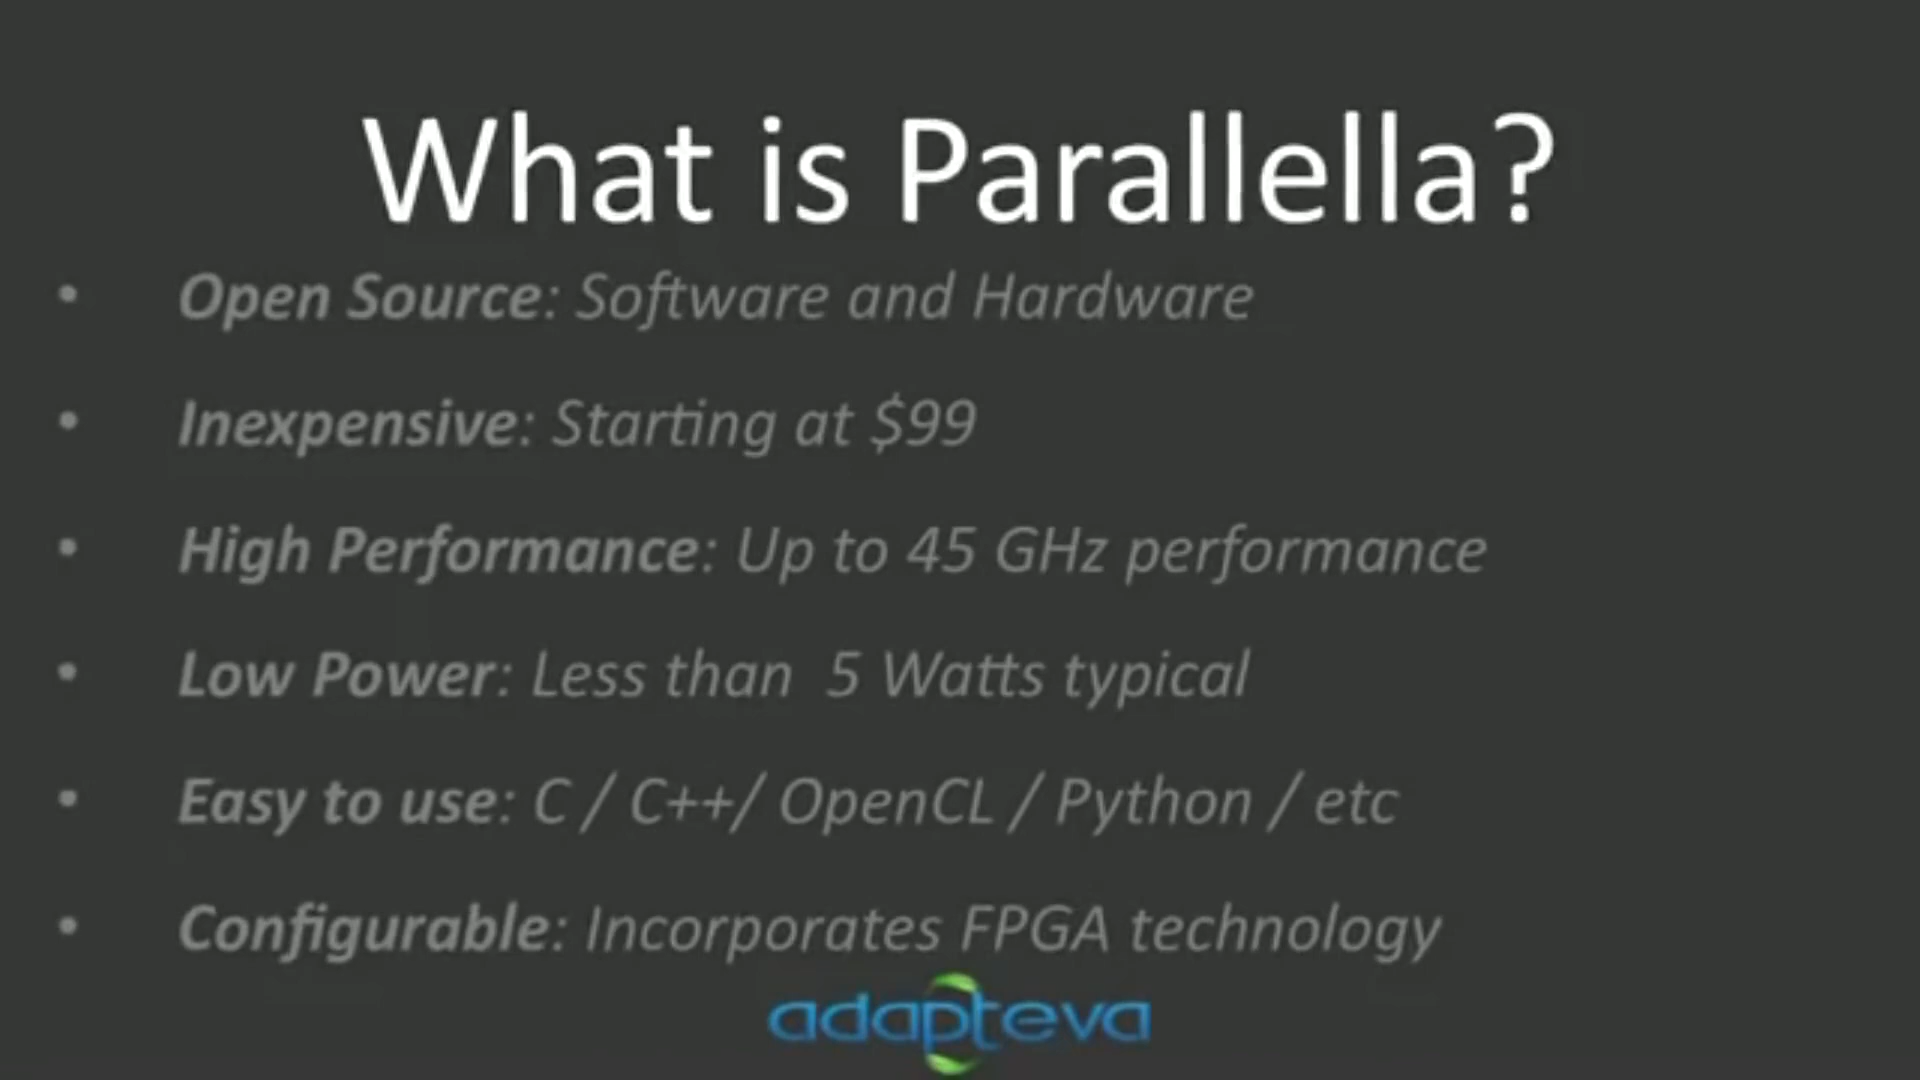 What is Parallella?
• Open Source: Software and Hardware
• Inexpensive: Starting at $99
• High Performance: Up to 45 GHz performance
• Low Power: Less than  5 Watts typical
• Easy to use: C / C++/ OpenCL / Python / etc
• Configurable: Incorporates FPGA technology
adapteva